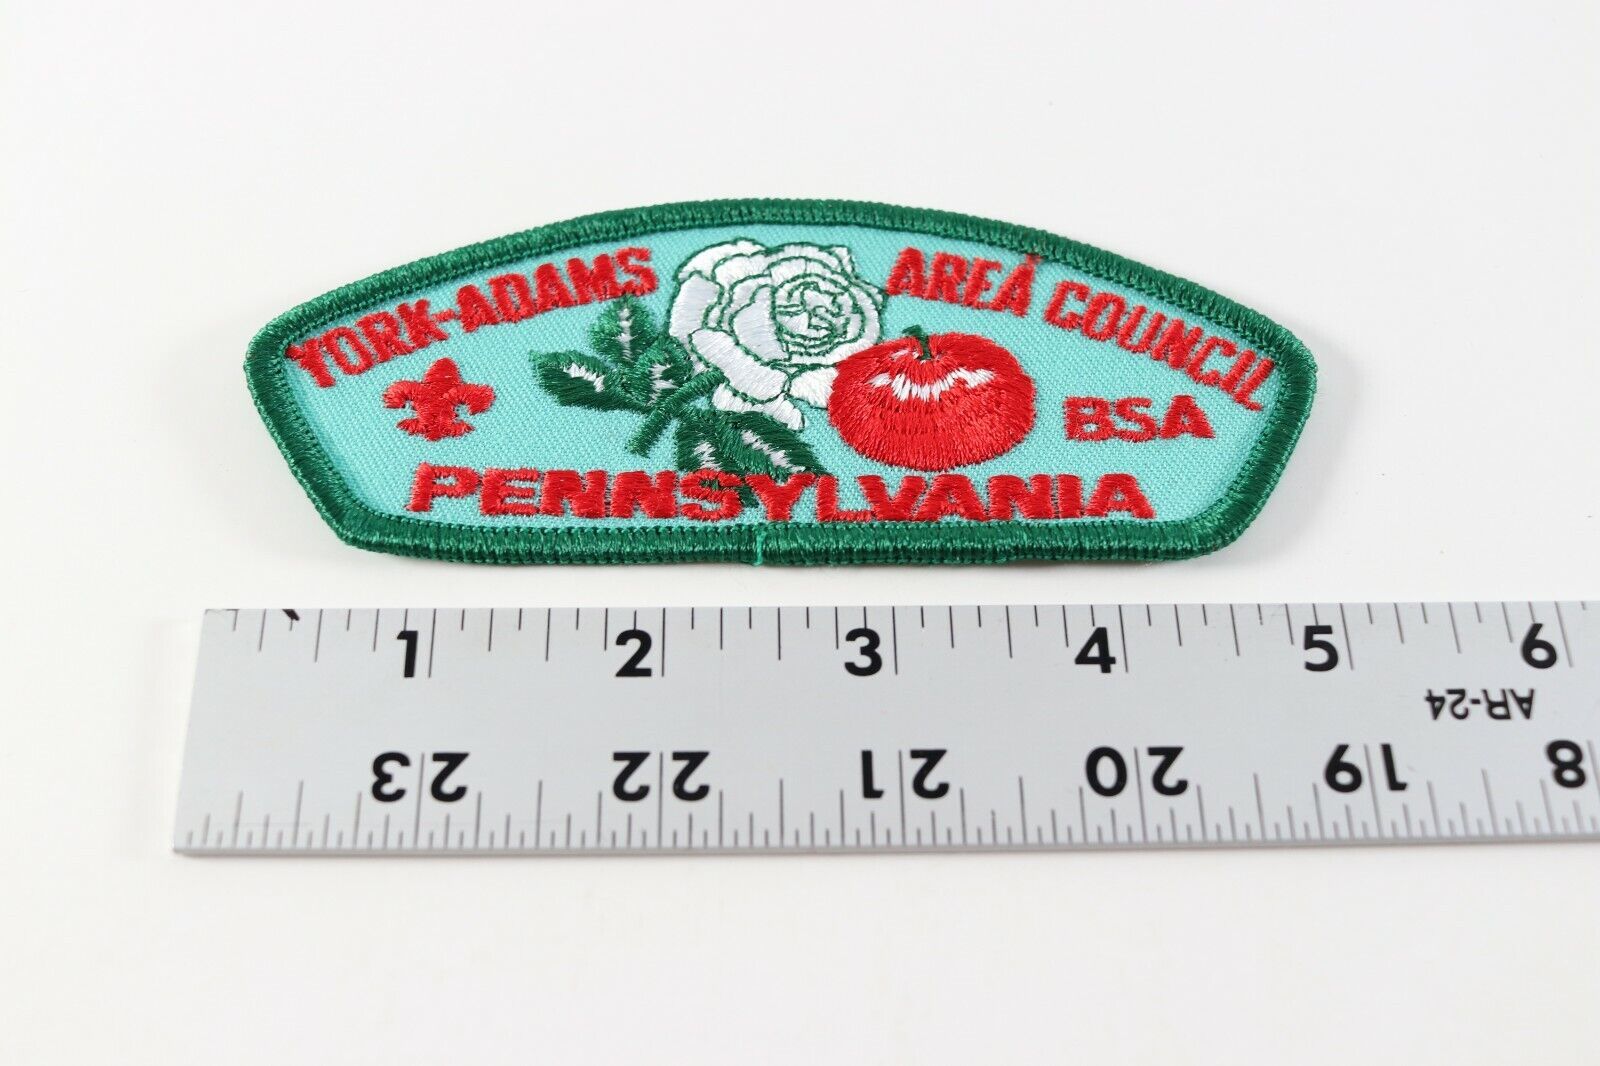 YORK-ADAMS AREA COUNCIL
BSA
PENNSYLVANIA
1 2 3 4 5 6
AR-24
23 22 21 20 19 8